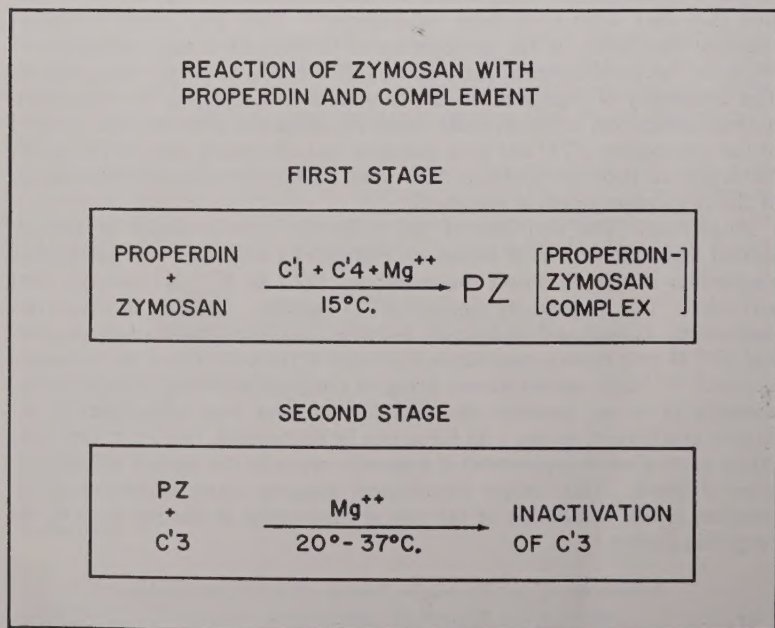 REACTION OF ZYMOSAN WITH
PROPERDIN AND COMPLEMENT
FIRST STAGE
PROPERDIN
+
ZYMOSAN
C'1 + C'4 + Mg++
15°C.
PZ
[PROPERDIN-
ZYMOSAN
COMPLEX]
SECOND STAGE
PZ
+
C'3
Mg++
20°-37°C.
INACTIVATION
OF C'3